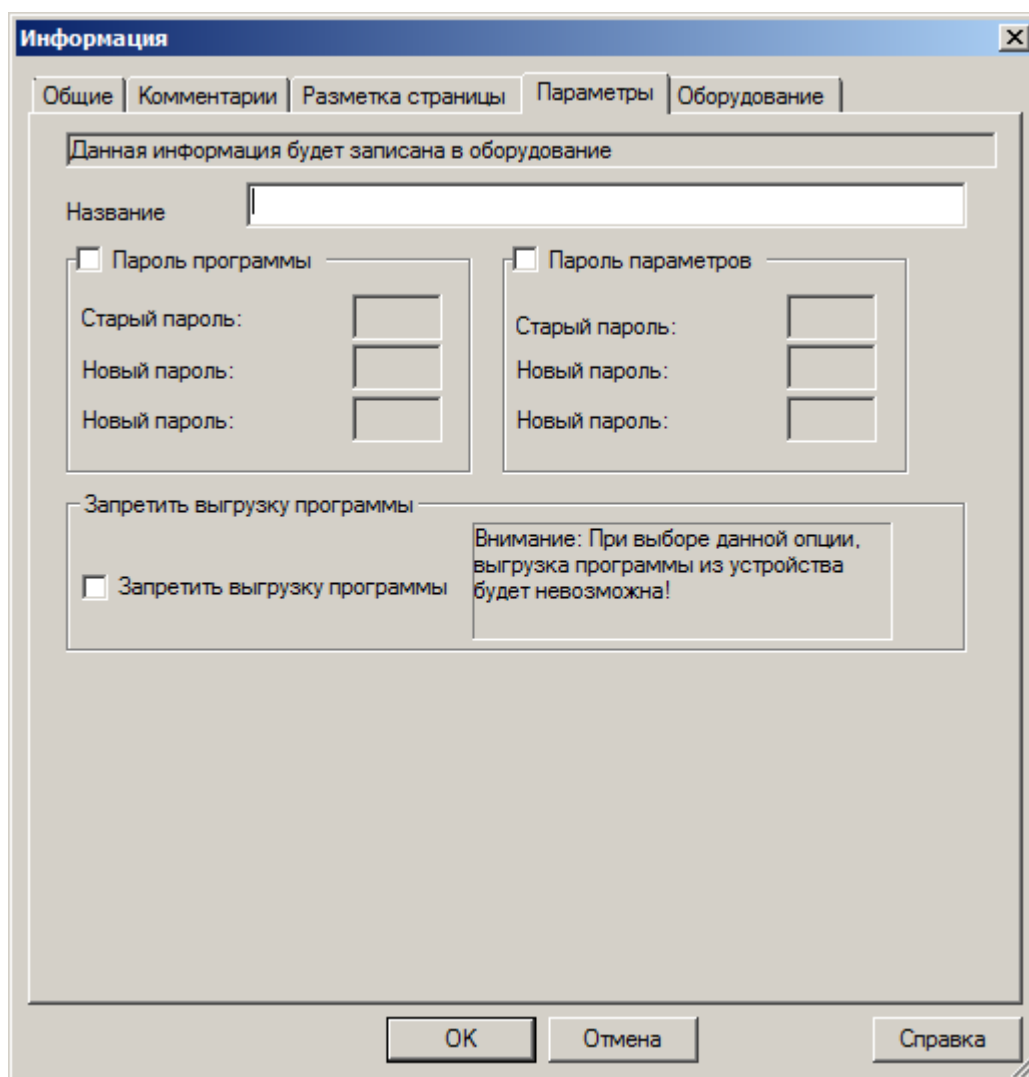 Информация
Общие
Комментарии
Разметка страницы
Параметры
Оборудование
Данная информация будет записана в оборудование
Название
Пароль программы
Старый пароль:
Новый пароль:
Новый пароль:
Пароль параметров
Старый пароль:
Новый пароль:
Новый пароль:
Запретить выгрузку программы
Запретить выгрузку программы
Внимание: При выборе данной опции,
выгрузка программы из устройства
будет невозможна!
OK
Отмена
Справка